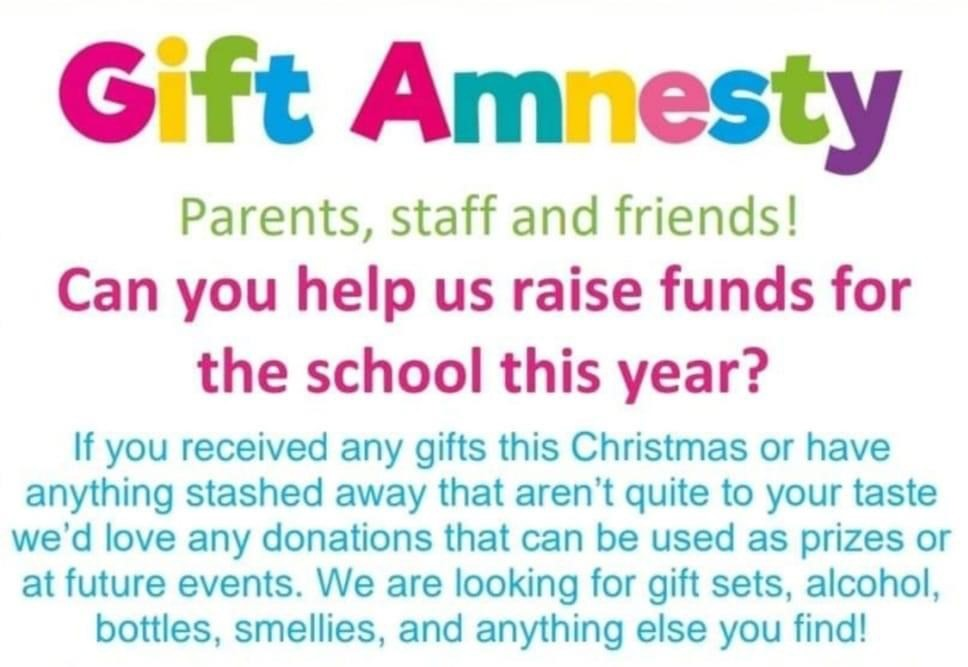 Gift Amnesty
Parents, staff and friends!
Can you help us raise funds for
the school this year?
If you received any gifts this Christmas or have
anything stashed away that aren't quite to your taste
we'd love any donations that can be used as prizes or
at future events. We are looking for gift sets, alcohol,
bottles, smellies, and anything else you find!